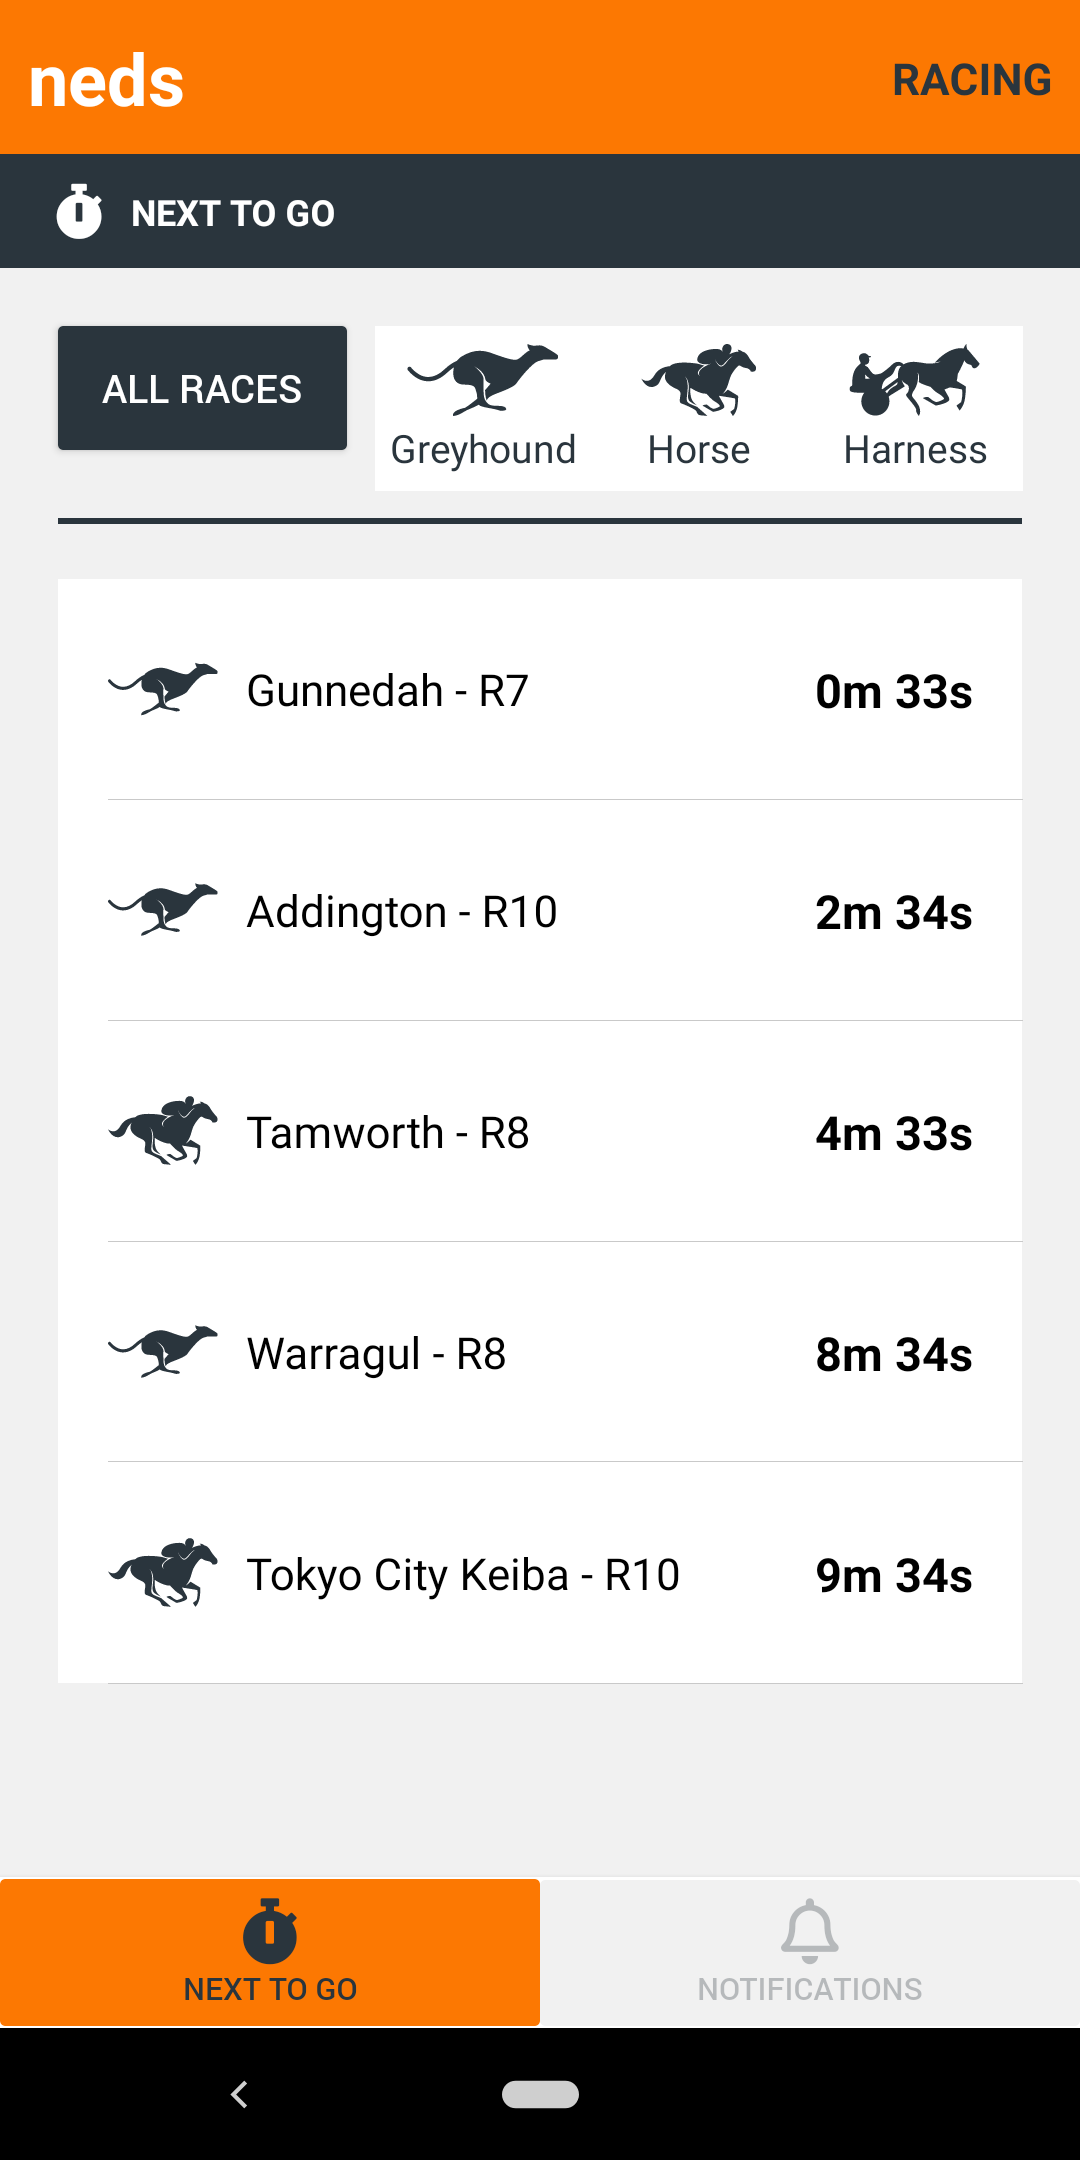 neds
RACING
NEXT TO GO
ALL RACES
Greyhound
Horse
Harness
Gunnedah - R7
0m 33s
Addington - R10
2m 34s
Tamworth - R8
4m 33s
Warragul - R8
8m 34s
Tokyo City Keiba - R10
9m 34s
NEXT TO GO
NOTIFICATIONS